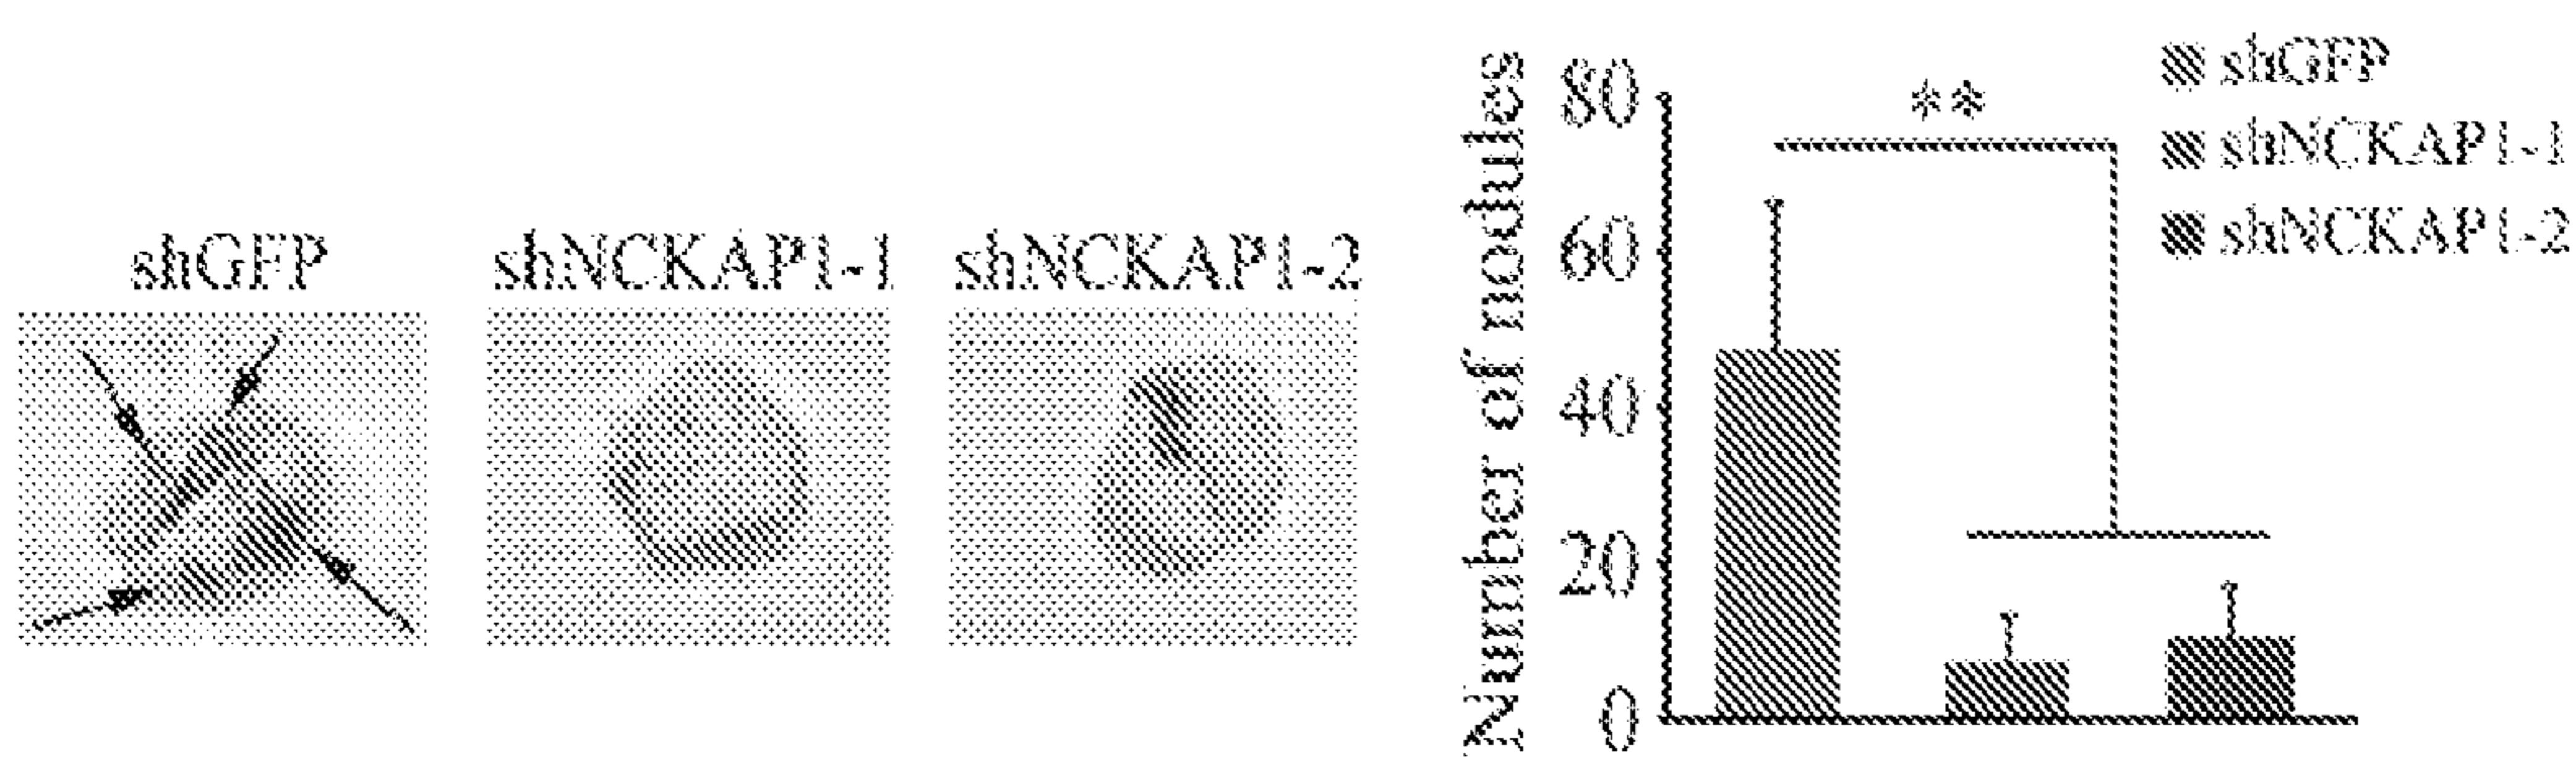 shGFP
shNCKAP1-1
shNCKAP1-2
Number of nodules
80
60
40
20
0
**
shGFP
shNCKAP1-1
shNCKAP1-2